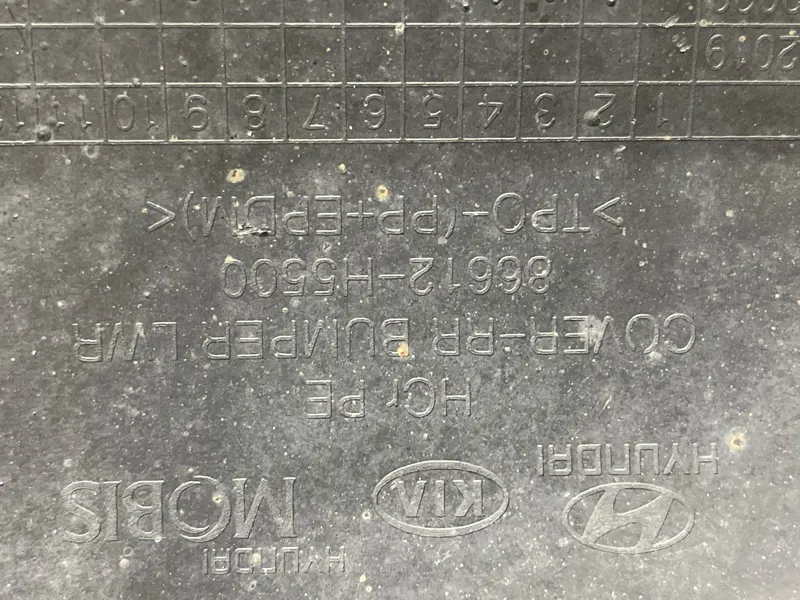 HYUNDAI
KIA MOBIS
HYUNDAI
HCr PE
COVER-RR BUMPER LWR
86612-H5500
>TPO-(PP+EPDM)<
1 2 3 4 5 6 7 8 9 10 11
2019